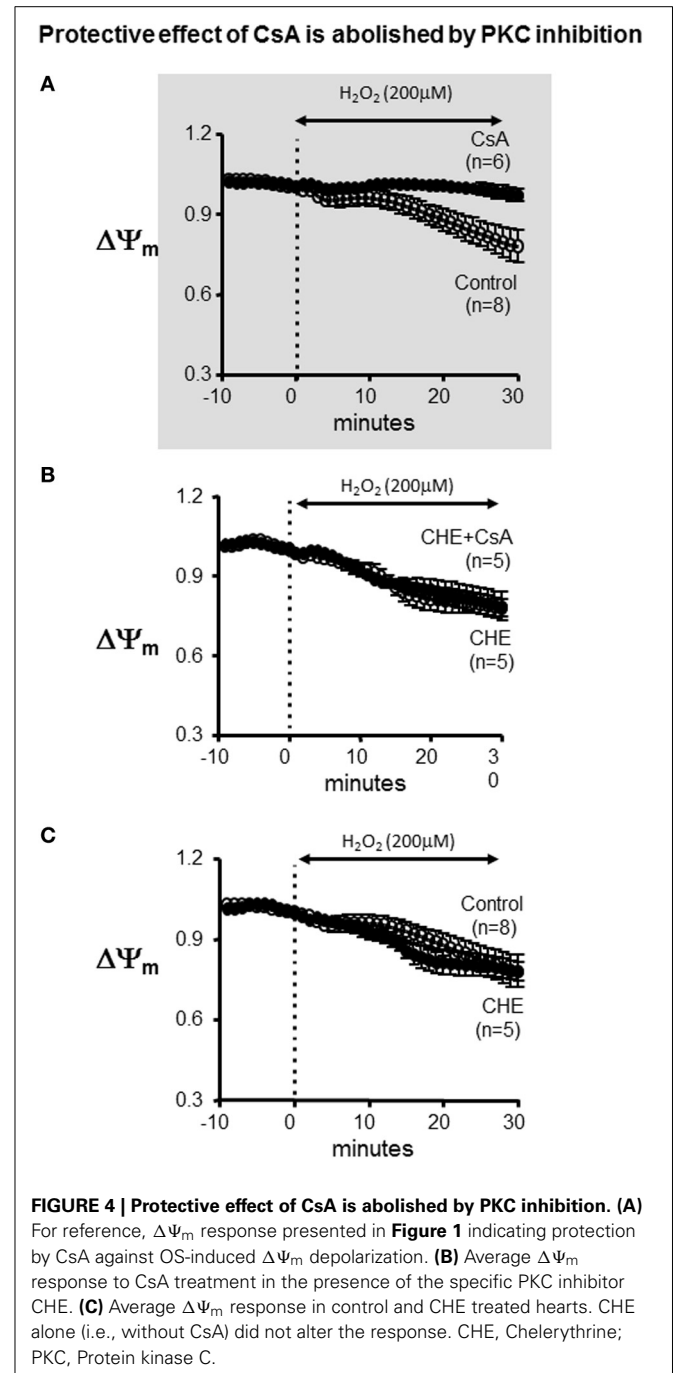 Protective effect of CsA is abolished by PKC inhibition
A
H₂O₂ (200µM)
1.2
0.9
0.6
0.3
ΔΨm
CsA
(n=6)
Control
(n=8)
-10 0 10 20 30
minutes
B
H₂O₂ (200µM)
1.2
0.9
0.6
0.3
ΔΨm
CHE+CsA
(n=5)
CHE
(n=5)
-10 0 10 20 3
0
minutes
C
H₂O₂ (200µM)
1.2
0.9
0.6
0.3
ΔΨm
Control
(n=8)
CHE
(n=5)
-10 0 10 20 30
minutes
FIGURE 4 | Protective effect of CsA is abolished by PKC inhibition. (A)
For reference, ΔΨm response presented in Figure 1 indicating protection
by CsA against OS-induced ΔΨm depolarization. (B) Average ΔΨm
response to CsA treatment in the presence of the specific PKC inhibitor
CHE. (C) Average ΔΨm response in control and CHE treated hearts. CHE
alone (i.e., without CsA) did not alter the response. CHE, Chelerythrine;
PKC, Protein kinase C.